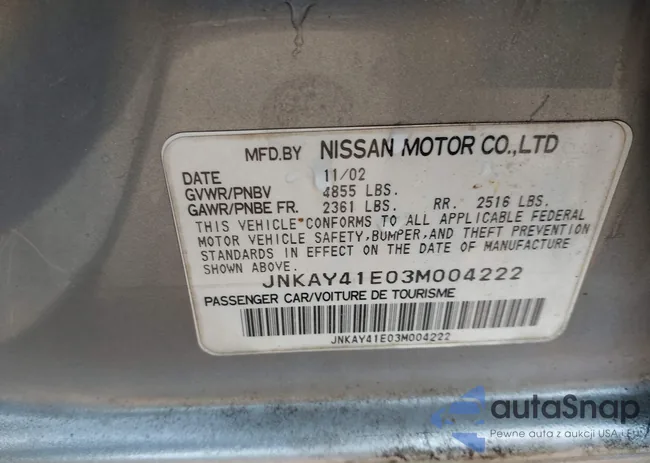 MFD.BY NISSAN MOTOR CO.,LTD
DATE 11/02
GVWR/PNBV 4855 LBS.
GAWR/PNBE FR. 2361 LBS. RR. 2516 LBS.
THIS VEHICLE CONFORMS TO ALL APPLICABLE FEDERAL
MOTOR VEHICLE SAFETY, BUMPER, AND THEFT PREVENTION
STANDARDS IN EFFECT ON THE DATE OF MANUFACTURE
SHOWN ABOVE.
JNKAY41E03M004222
PASSENGER CAR/VOITURE DE TOURISME
JNKAY41E03M004222
autaSnap
Pewne auta z aukcji USA i EU